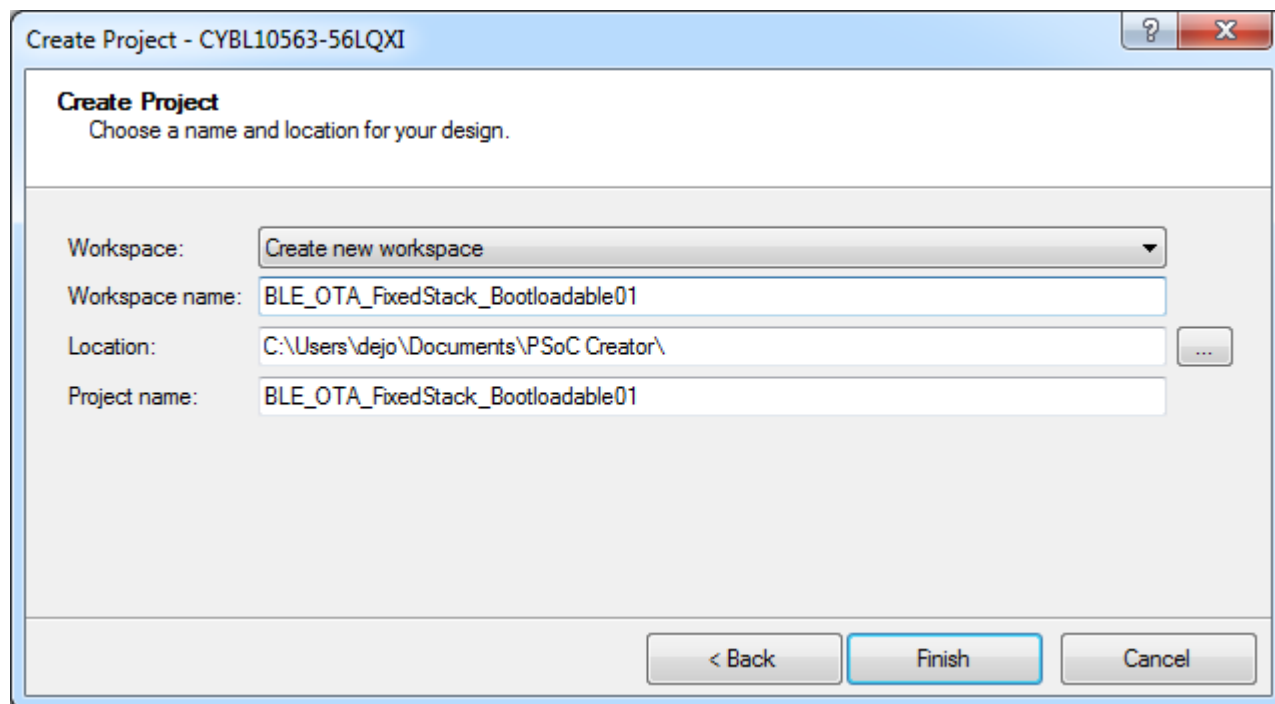 Create Project - CYBL10563-56LQXI
Create Project
Choose a name and location for your design.
Workspace: Create new workspace
Workspace name: BLE_OTA_FixedStack_Bootloadable01
Location: C:\Users\dejo\Documents\PSoC Creator\ ...
Project name: BLE_OTA_FixedStack_Bootloadable01
< Back Finish Cancel